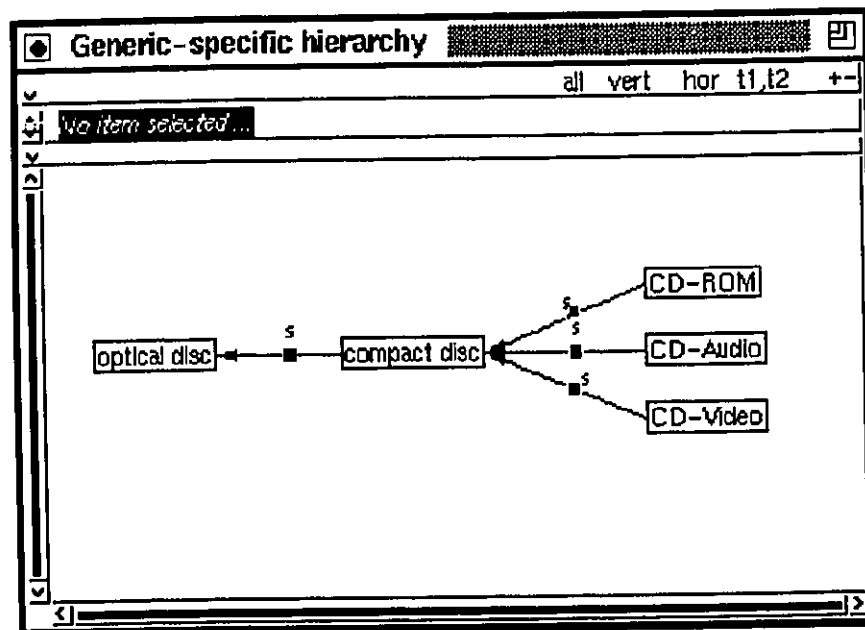 Generic-specific hierarchy
all vert hor t1,t2 +-
No item selected...
s
CD-ROM
s s
optical disc compact disc CD-Audio
s
CD-Video